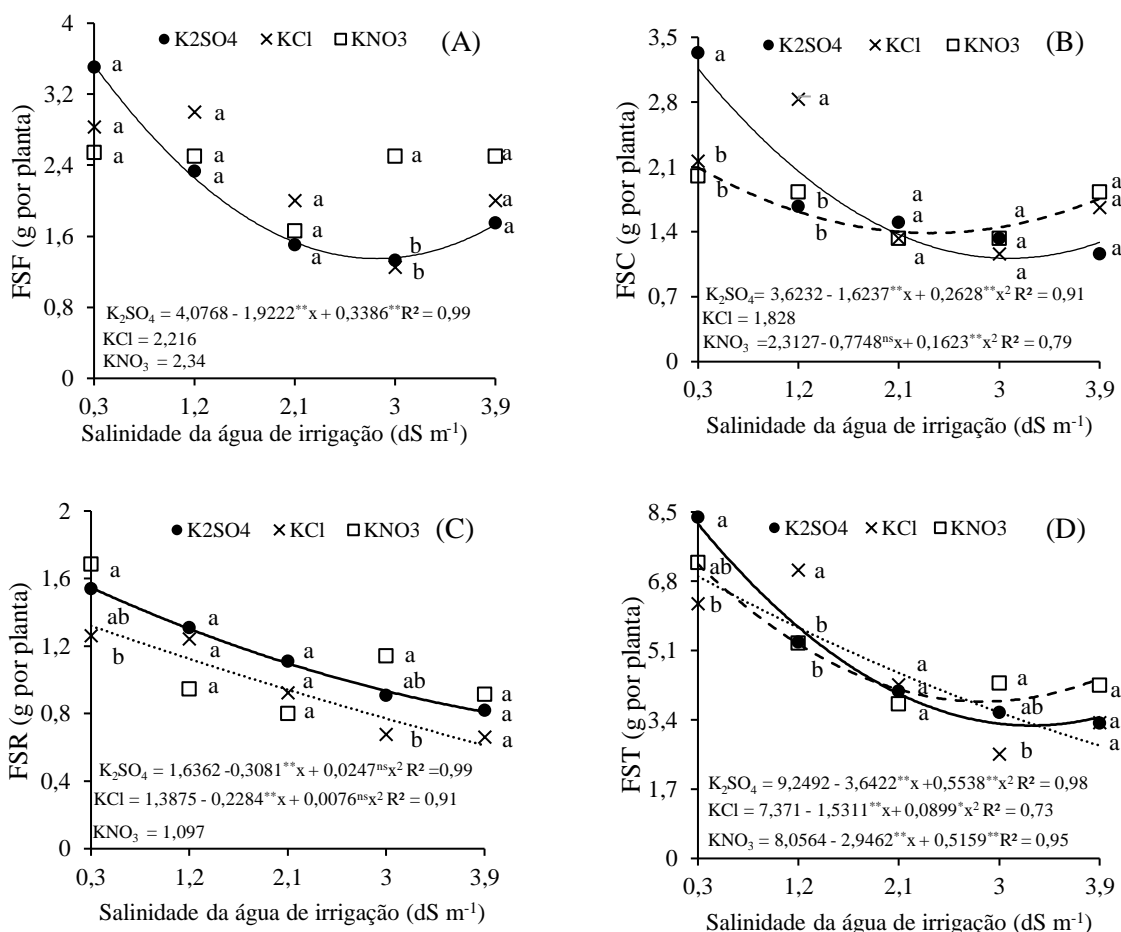 K2SO4 KCl KNO3 (A)
4
3,2
2,4
1,6
0,8
0
FSF (g por planta)
a a b a
a a a a a
a a a b a
K₂SO₄ = 4,0768 - 1,9222**x + 0,3386**R² = 0,99
KCl = 2,216
KNO₃ = 2,34
0,3 1,2 2,1 3 3,9
Salinidade da água de irrigação (dS m⁻¹)
K2SO4 KCl KNO3 (B)
3,5
2,8
2,1
1,4
0,7
0
FSC (g por planta)
a a a a a
b b a a a
b b a a a
K₂SO₄= 3,6232 - 1,6237**x + 0,2628**x² R² = 0,91
KCl = 1,828
KNO₃ =2,3127- 0,7748ⁿˢx+ 0,1623**x² R² = 0,79
0,3 1,2 2,1 3 3,9
Salinidade da água de irrigação (dS m⁻¹)
K2SO4 KCl KNO3 (C)
2
1,6
1,2
0,8
0,4
0
FSR (g por planta)
a a a a a
ab a a ab a
b a a b a
K₂SO₄ = 1,6362 -0,3081**x + 0,0247ⁿˢx² R² =0,99
KCl = 1,3875 - 0,2284**x + 0,0076ⁿˢx² R² = 0,91
KNO₃ = 1,097
0,3 1,2 2,1 3 3,9
Salinidade da água de irrigação (dS m⁻¹)
K2SO4 KCl KNO3 (D)
8,5
6,8
5,1
3,4
1,7
0
FST (g por planta)
a a a a a
ab b a ab a
b b a b a
K₂SO₄ = 9,2492 - 3,6422**x +0,5538**x² R² = 0,98
KCl = 7,371 - 1,5311**x+ 0,0899*x² R² = 0,73
KNO₃ = 8,0564 - 2,9462**x + 0,5159**R² = 0,95
0,3 1,2 2,1 3 3,9
Salinidade da água de irrigação (dS m⁻¹)